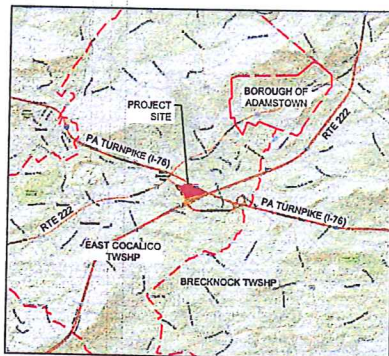 BOROUGH OF
ADAMSTOWN
PROJECT
SITE
RTE 222
PA TURNPIKE (I-76)
PA TURNPIKE (I-76)
RTE 222
EAST COCALICO
TWSHP
BRECKNOCK TWSHP